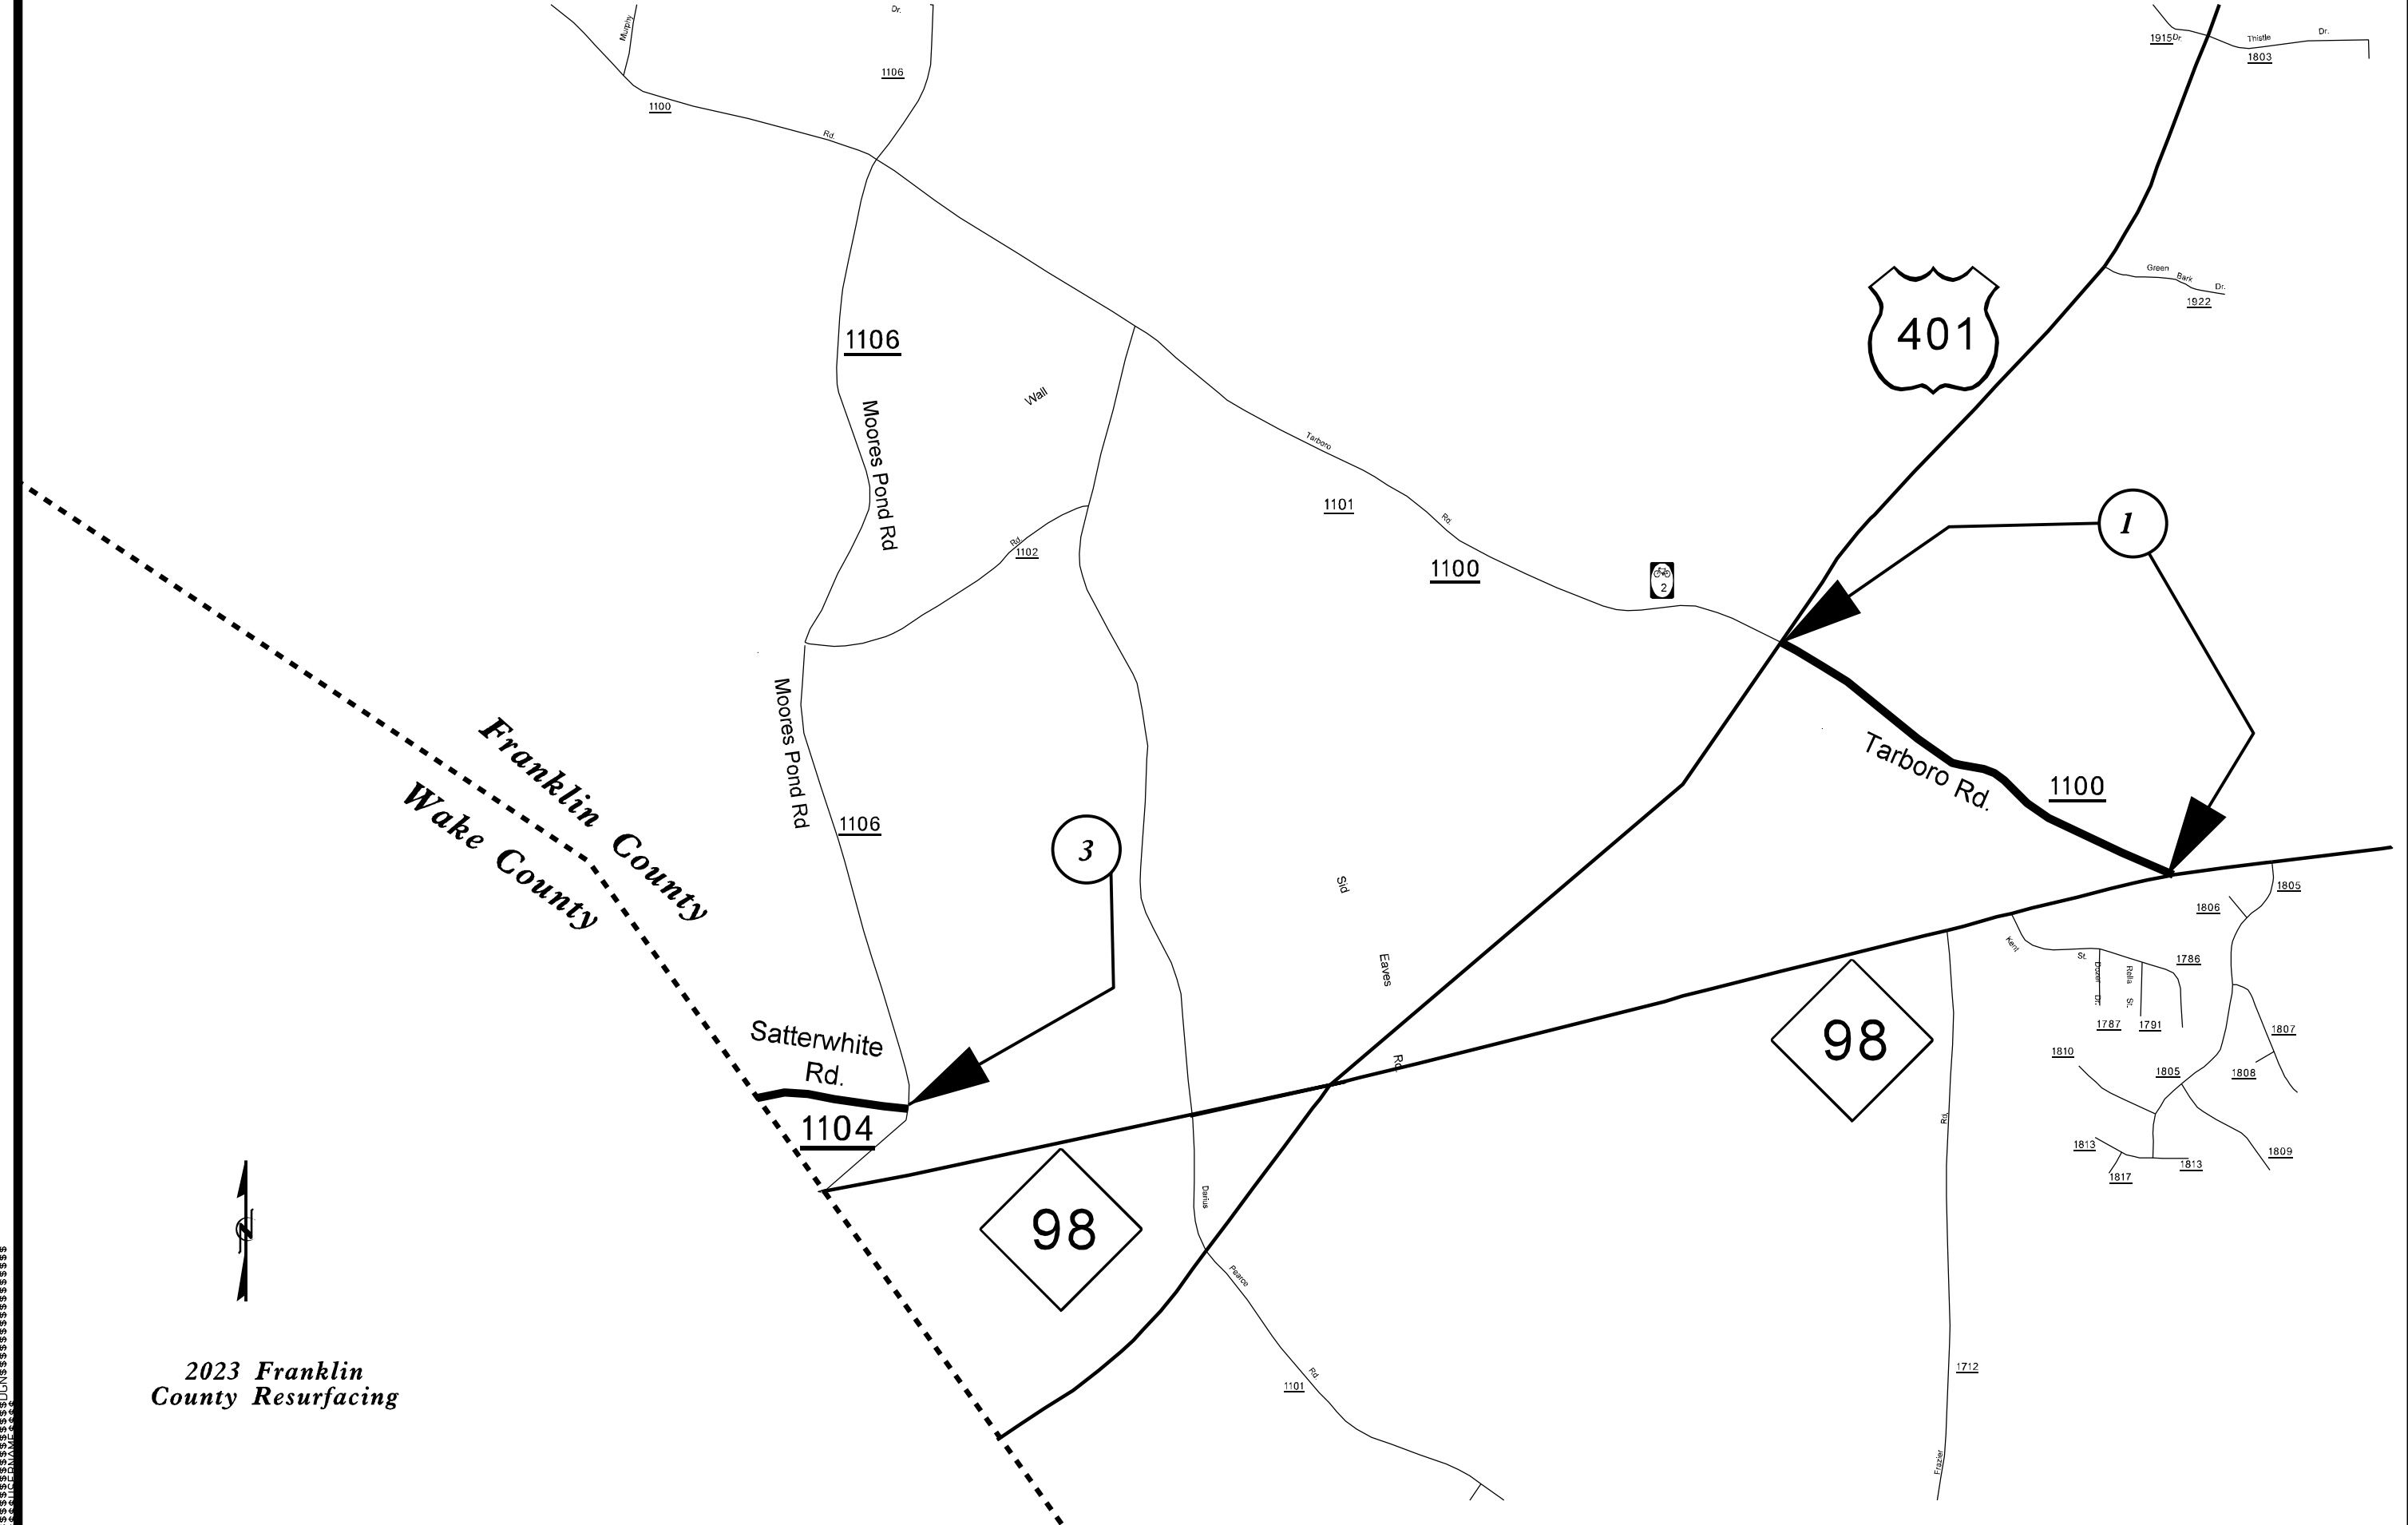 Murphy
Dr.
1106
1100
Rd.
1915
Dr.
Thistle
Dr.
1803
Green
Bark
Dr.
1922
401
1106
Moores Pond Rd
Wall
Tarboro
1101
Rd.
1100
2
Rd.
1102
1
Moores Pond Rd
1106
Franklin County
Wake County
Tarboro Rd.
1100
3
Sid
Eaves
Rd.
1805
1806
Kent
St.
Dozier
Dr.
Rella
St.
1786
1787
1791
98
1807
1810
1805
1808
Satterwhite
Rd.
1104
Rd.
1813
1813
1817
1809
98
Darius
Pearce
Rd.
1101
1712
Frazier
N
2023 Franklin
County Resurfacing